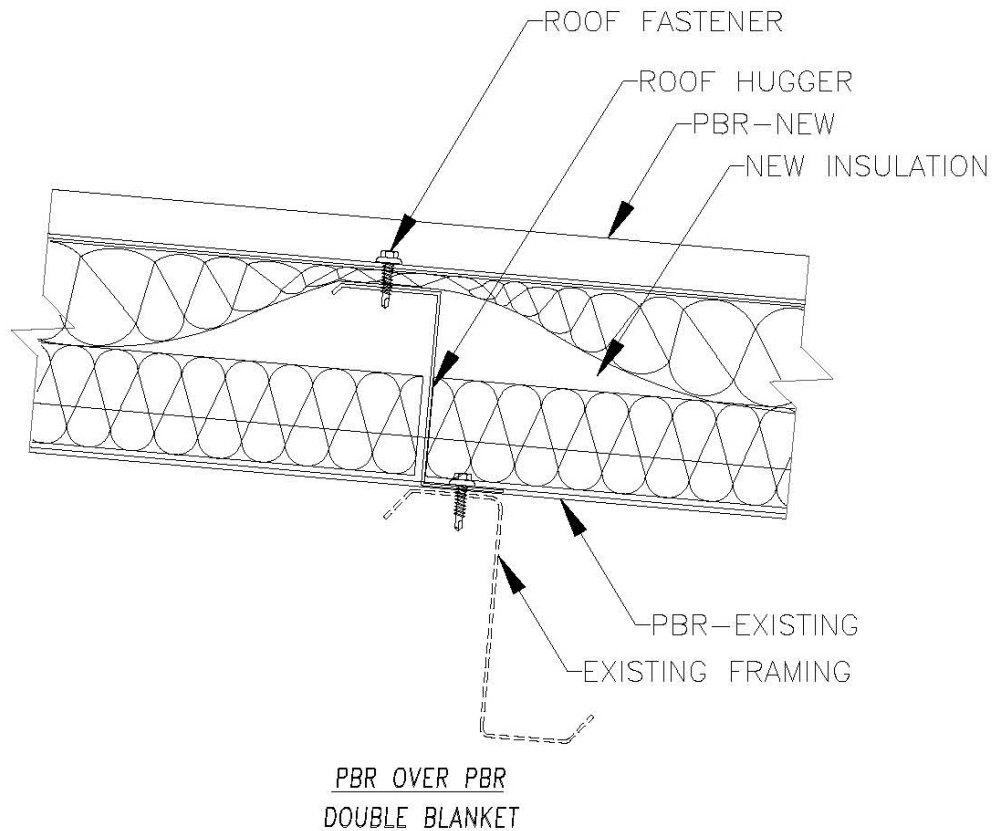 ROOF FASTENER
ROOF HUGGER
PBR-NEW
NEW INSULATION
PBR-EXISTING
EXISTING FRAMING
PBR OVER PBR
DOUBLE BLANKET